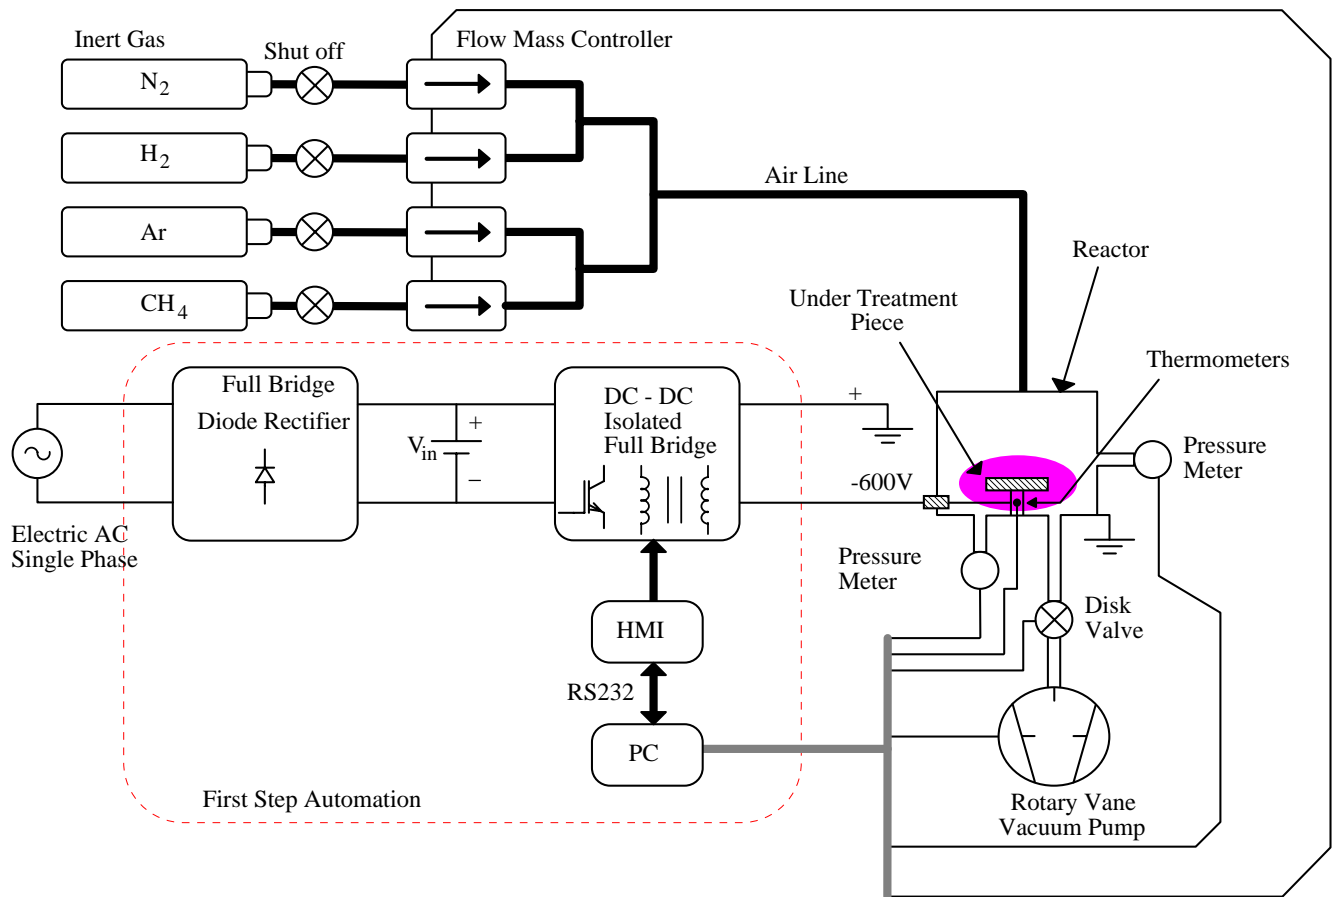 Inert Gas
Shut off
Flow Mass Controller
N2
H2
Ar
CH4
Air Line
Reactor
Under Treatment
Piece
Thermometers
Full Bridge
Diode Rectifier
Vin
+
−
DC - DC
Isolated
Full Bridge
+
-600V
Pressure
Meter
Electric AC
Single Phase
Pressure
Meter
HMI
Disk
Valve
RS232
PC
First Step Automation
Rotary Vane
Vacuum Pump